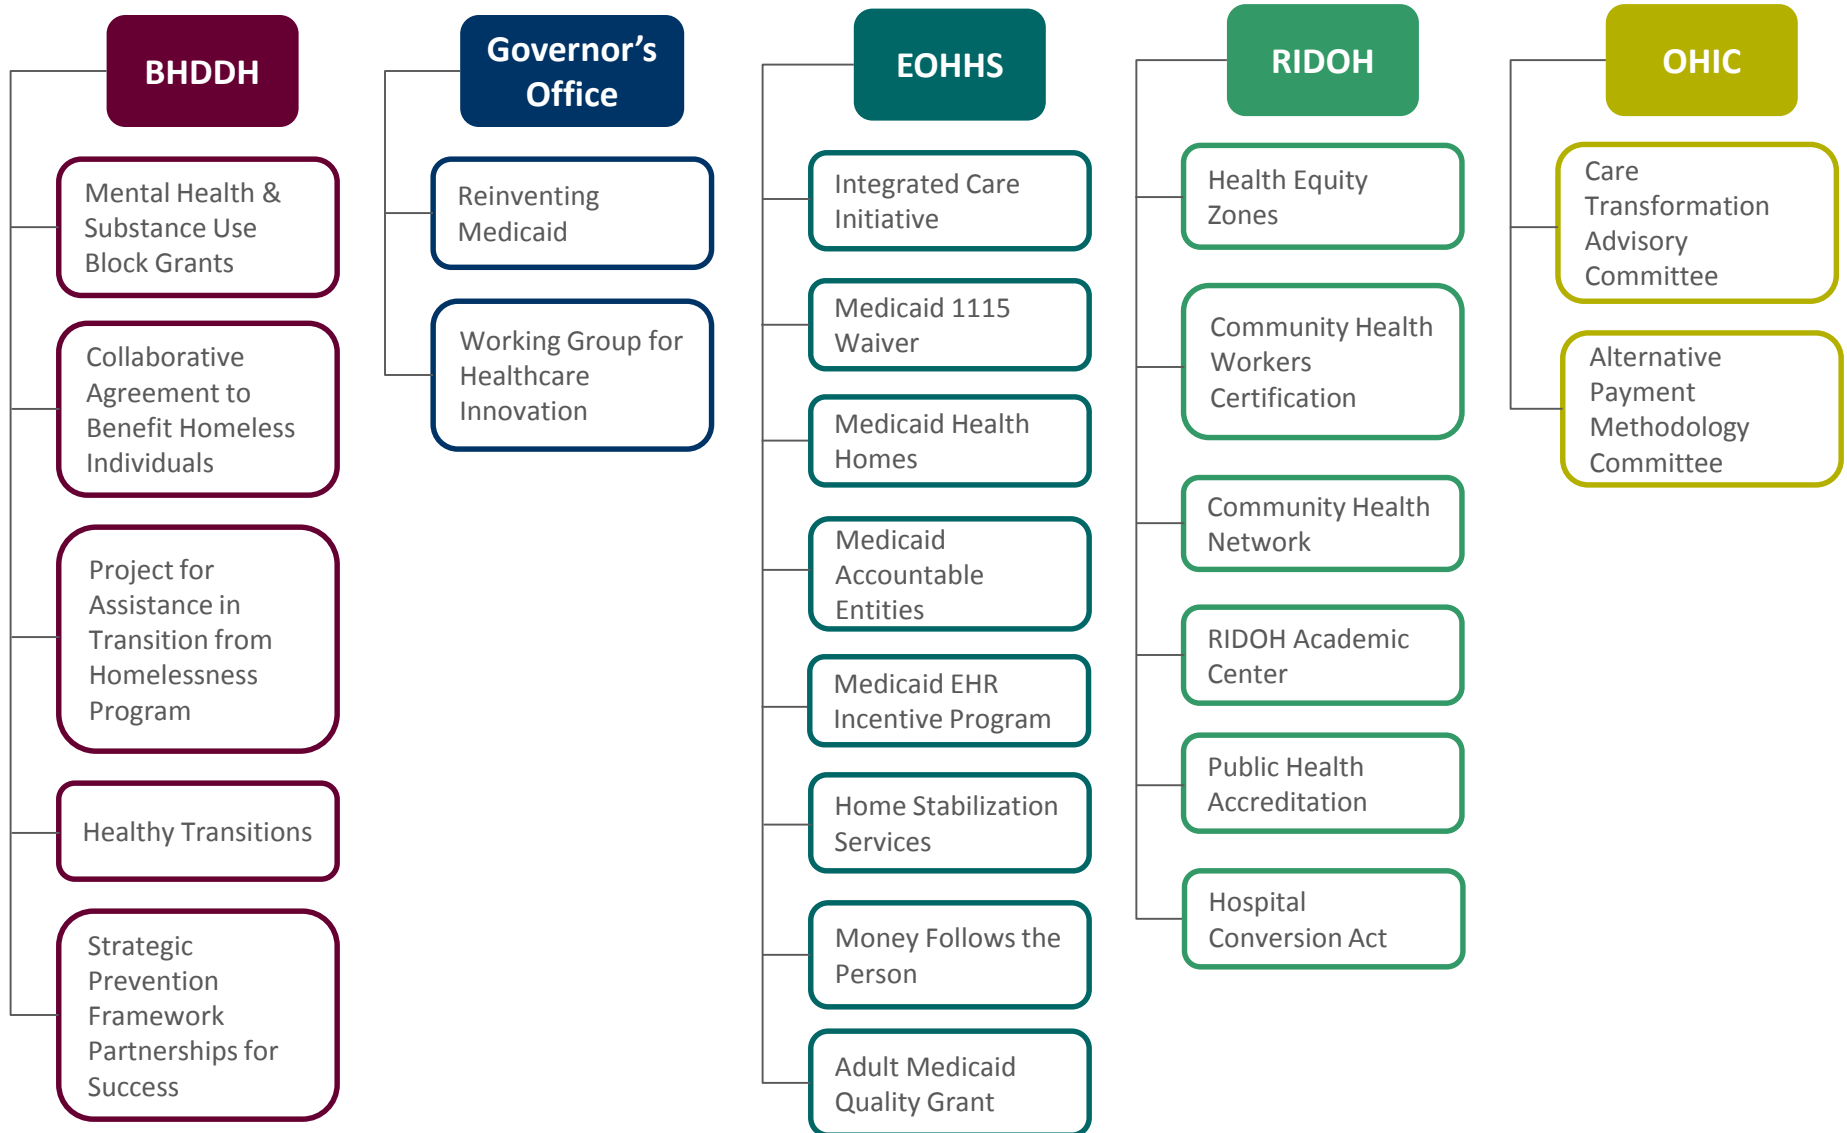 BHDDH
Mental Health &
Substance Use
Block Grants
Collaborative
Agreement to
Benefit Homeless
Individuals
Project for
Assistance in
Transition from
Homelessness
Program
Healthy Transitions
Strategic
Prevention
Framework
Partnerships for
Success
Governor’s
Office
Reinventing
Medicaid
Working Group for
Healthcare
Innovation
EOHHS
Integrated Care
Initiative
Medicaid 1115
Waiver
Medicaid Health
Homes
Medicaid
Accountable
Entities
Medicaid EHR
Incentive Program
Home Stabilization
Services
Money Follows the
Person
Adult Medicaid
Quality Grant
RIDOH
Health Equity
Zones
Community Health
Workers
Certification
Community Health
Network
RIDOH Academic
Center
Public Health
Accreditation
Hospital
Conversion Act
OHIC
Care
Transformation
Advisory
Committee
Alternative
Payment
Methodology
Committee